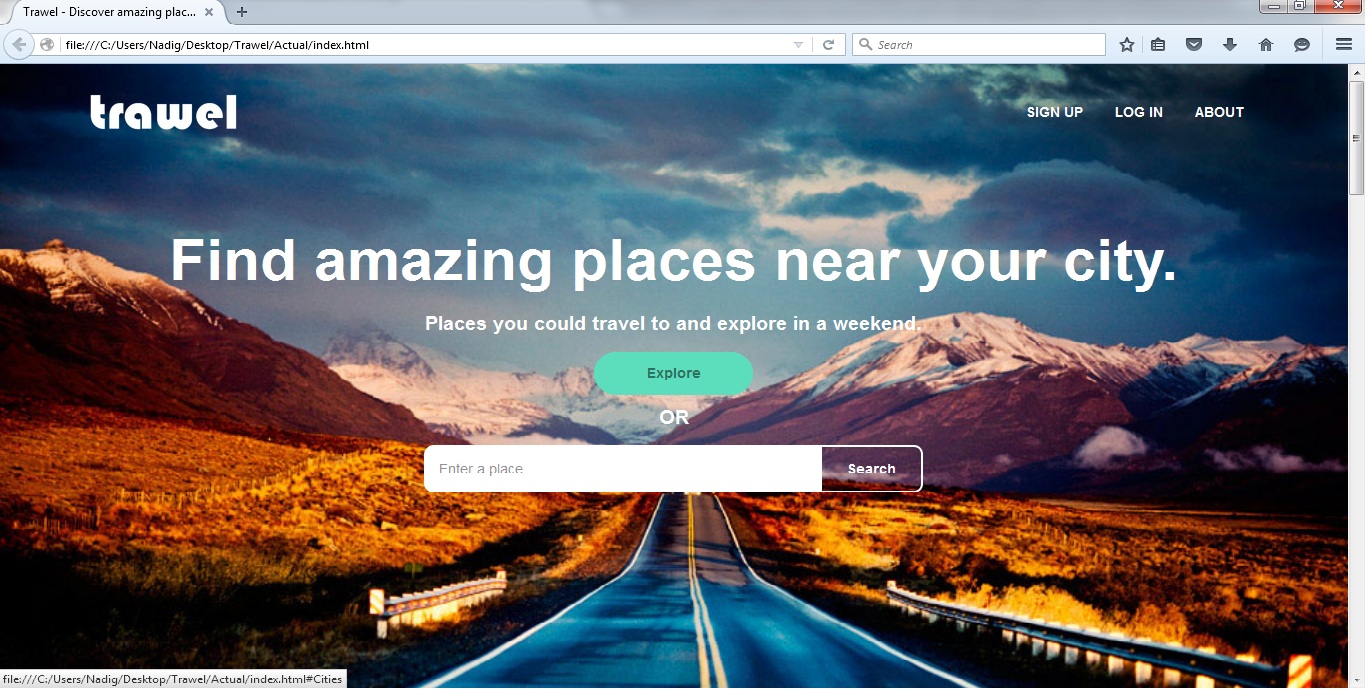 Trawel - Discover amazing plac...
file:///C:/Users/Nadig/Desktop/Trawel/Actual/index.html
Search
trawel
SIGN UP
LOG IN
ABOUT
Find amazing places near your city.
Places you could travel to and explore in a weekend.
Explore
OR
Enter a place
Search
file:///C:/Users/Nadig/Desktop/Trawel/Actual/index.html#Cities